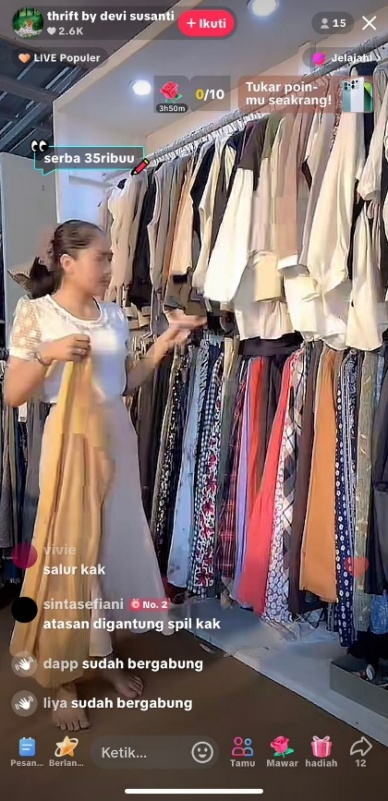 thrift by devi susanti
+ Ikuti
2.6K
15
LIVE Populer
Jelajahi
3h50m
0/10
Tukar poin-
mu seakrang!
serba 35ribuu
vivie
salur kak
sintasefiani No. 2
atasan digantung spil kak
dapp sudah bergabung
liya sudah bergabung
Pesan...
Berlan...
Ketik...
Tamu
Mawar
hadiah
12